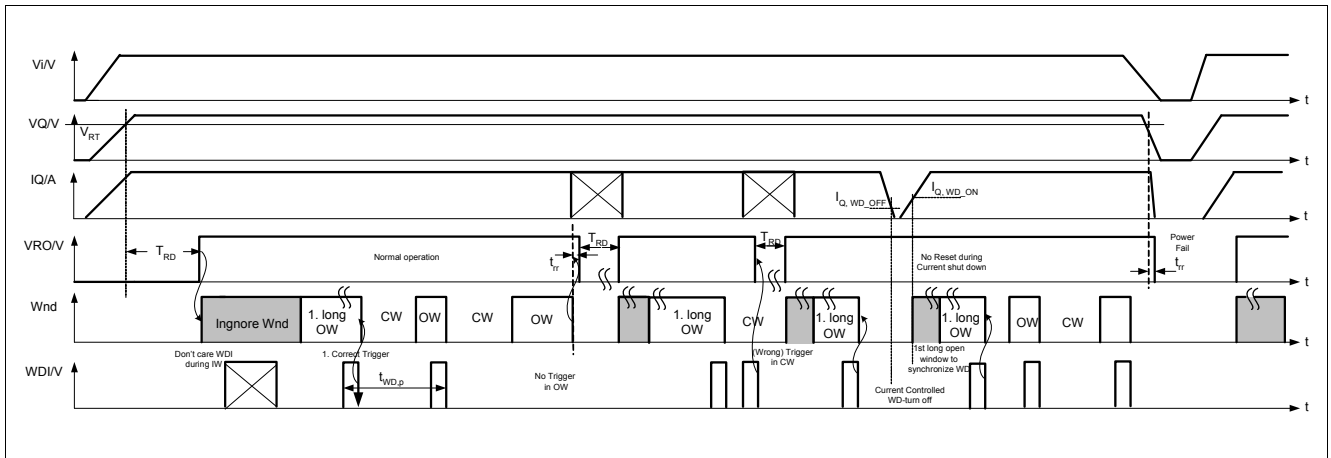 Vi/V
t
VQ/V
V_RT
t
IQ/A
I_Q, WD_OFF
I_Q, WD_ON
t
VRO/V
T_RD
Normal operation
t_rr
T_RD
T_RD
No Reset during
Current shut down
Power
Fail
t_rr
t
Wnd
Ingnore Wnd
1. long
OW
CW
OW
CW
OW
1. long
OW
CW
1. long
OW
1. long
OW
OW
CW
t
Don't care WDI
during IW
1. Correct Trigger
(Wrong) Trigger
in CW
1st long open
window to
synchronize WD
WDI/V
t_WD,p
No Trigger
in OW
Current Controlled
WD-turn off
t